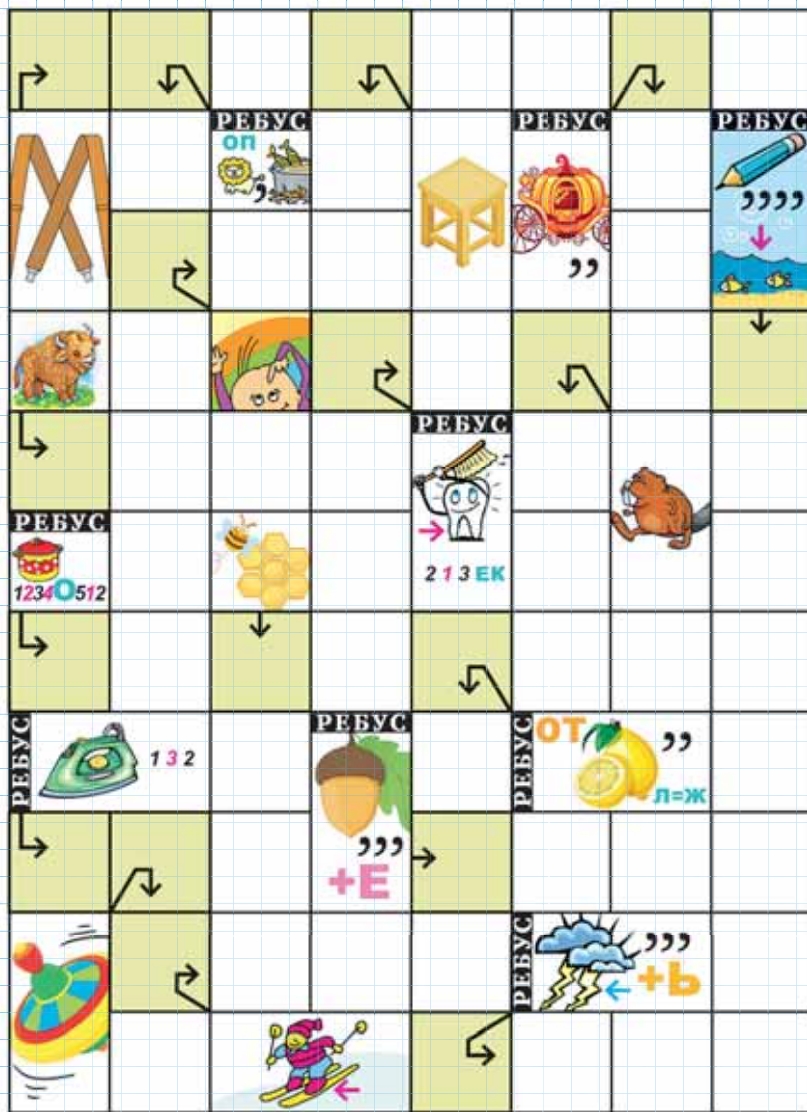 РЕБУС
РЕБУС
РЕБУС
ОП
,
,,,,
,,
РЕБУС
РЕБУС
1234О512
2 1 3 ЕК
РЕБУС
1 3 2
РЕБУС
РЕБУС
ОТ
,,
Л=Ж
,,,
+Е
РЕБУС
,,,
+Ь